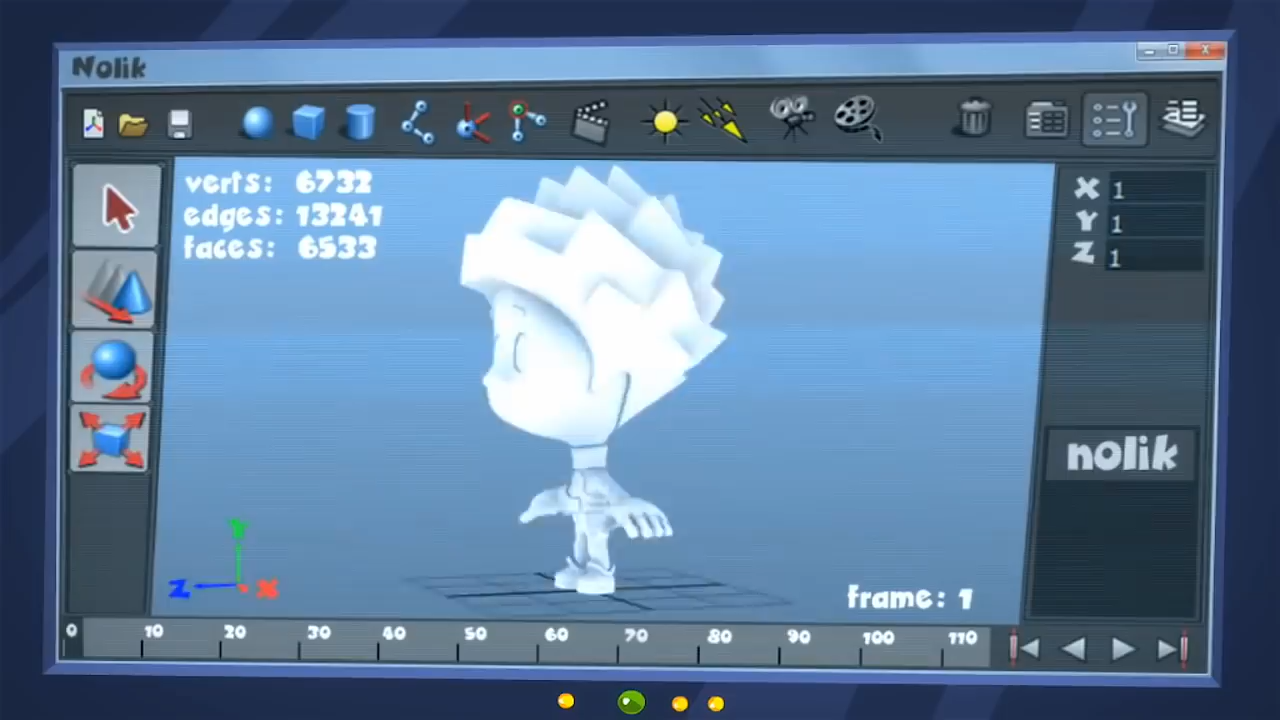 Nolik
verts: 6732
edges: 13241
faces: 6533
X 1
Y 1
Z 1
nolik
Y
Z
X
frame: 1
0 10 20 30 40 50 60 70 80 90 100 110